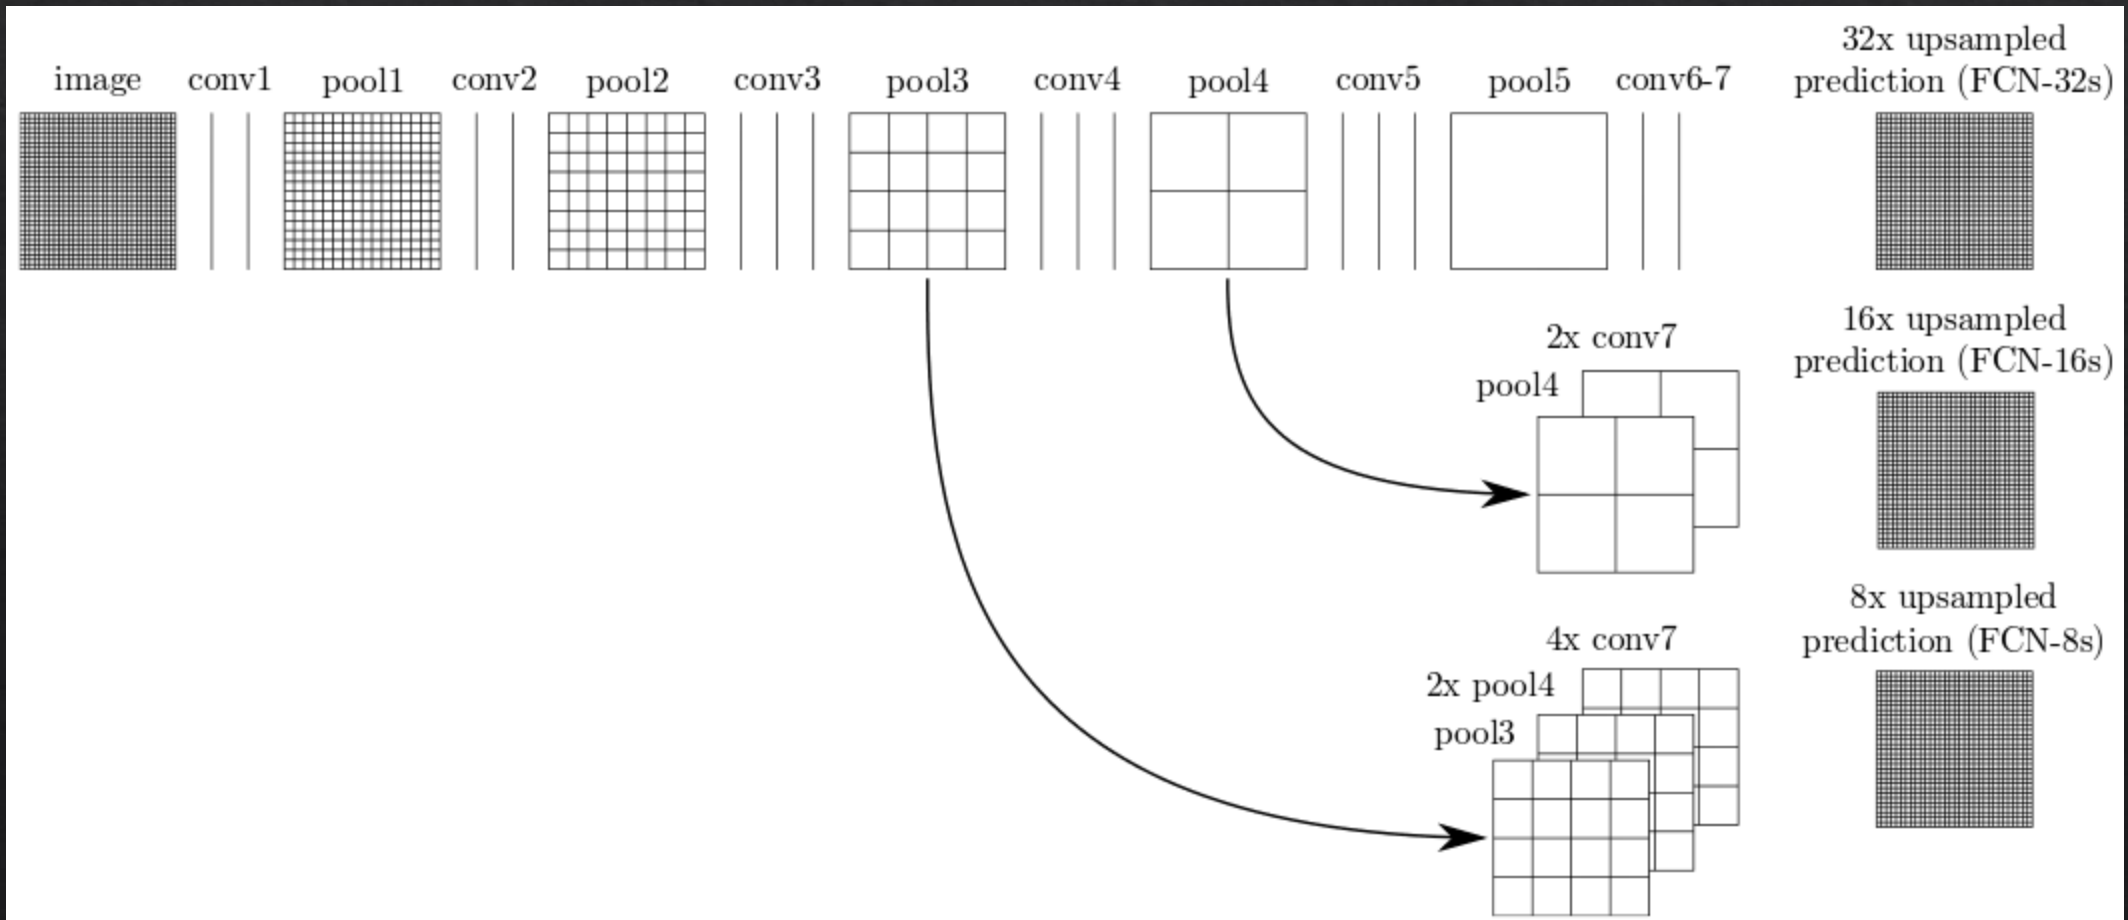 image
conv1
pool1
conv2
pool2
conv3
pool3
conv4
pool4
conv5
pool5
conv6-7
32x upsampled
prediction (FCN-32s)
16x upsampled
prediction (FCN-16s)
2x conv7
pool4
8x upsampled
prediction (FCN-8s)
4x conv7
2x pool4
pool3